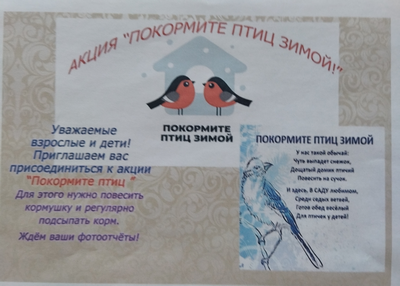 АКЦИЯ "ПОКОРМИТЕ ПТИЦ ЗИМОЙ!"
ПОКОРМИТЕ
ПТИЦ ЗИМОЙ
Уважаемые
взрослые и дети!
Приглашаем вас
присоединиться к акции
"Покормите птиц "
Для этого нужно повесить
кормушку и регулярно
подсыпать корм.
Ждём ваши фотоотчёты!
ПОКОРМИТЕ ПТИЦ ЗИМОЙ
У нас такой обычай:
Чуть выпадет снежок,
Дощатый домик птичий
Повесить на сучок.
И здесь, В САДУ любимом,
Среди седых ветвей,
Готов обед весёлый
Для птичек у детей!